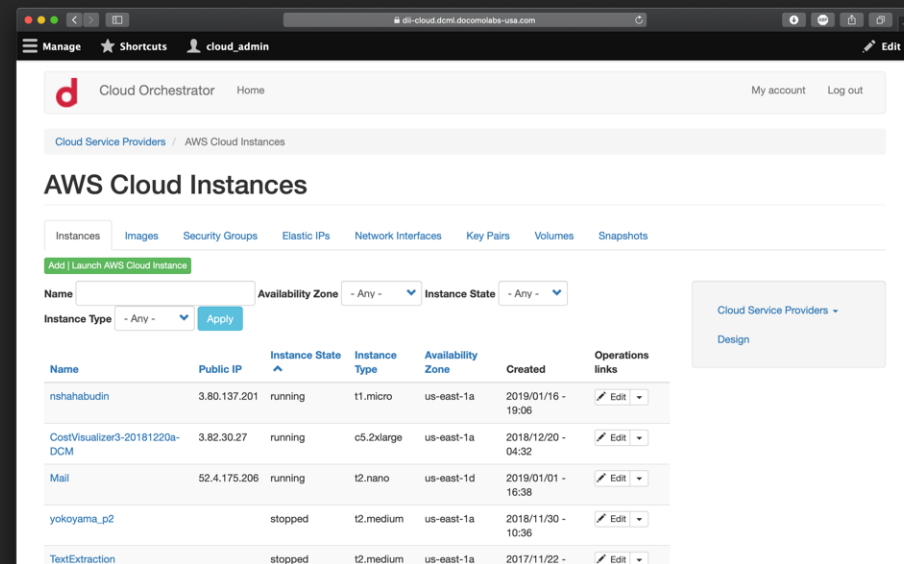 dii-cloud.dcml.docomolabs-usa.com
Manage Shortcuts cloud_admin Edit
d Cloud Orchestrator Home My account Log out
Cloud Service Providers / AWS Cloud Instances
AWS Cloud Instances
Instances Images Security Groups Elastic IPs Network Interfaces Key Pairs Volumes Snapshots
Add | Launch AWS Cloud Instance
Name Availability Zone - Any - Instance State - Any -
Instance Type - Any - Apply
Cloud Service Providers
Design
Name Public IP Instance State Instance Type Availability Zone Created Operations links
nshahabudin 3.80.137.201 running t1.micro us-east-1a 2019/01/16 - 19:06 Edit
CostVisualizer3-20181220a-DCM 3.82.30.27 running c5.2xlarge us-east-1a 2018/12/20 - 04:32 Edit
Mail 52.4.175.206 running t2.nano us-east-1d 2019/01/01 - 16:38 Edit
yokoyama_p2 stopped t2.medium us-east-1a 2018/11/30 - 10:36 Edit
TextExtraction stopped t2.medium us-east-1a 2017/11/22 - Edit